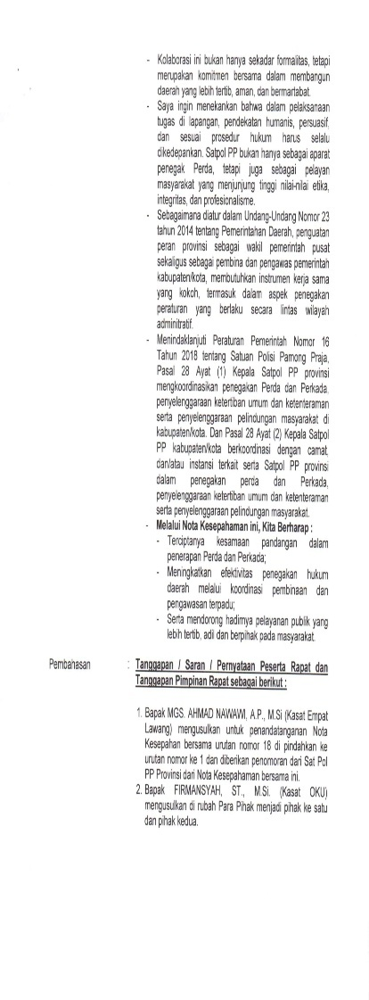 - Kolaborasi ini bukan hanya sekadar formalitas, tetapi
merupakan komitmen bersama dalam membangun
daerah yang lebih tertib, aman, dan bermartabat.
- Saya ingin menekankan bahwa dalam pelaksanaan
tugas di lapangan, pendekatan humanis, persuasif,
dan sesuai prosedur hukum harus selalu
dikedepankan. Satpol PP bukan hanya sebagai aparat
penegak Perda, tetapi juga sebagai pelayan
masyarakat yang menjunjung tinggi nilai-nilai etika,
integritas, dan profesionalisme.
- Sebagaimana diatur dalam Undang-Undang Nomor 23
tahun 2014 tentang Pemerintahan Daerah, penguatan
peran provinsi sebagai wakil pemerintah pusat
sekaligus sebagai pembina dan pengawas pemerintah
kabupaten/kota, membutuhkan instrumen kerja sama
yang kokoh, termasuk dalam aspek penegakan
peraturan yang berlaku secara lintas wilayah
adminitratif.
- Menindaklanjuti Peraturan Pemerintah Nomor 16
Tahun 2018 tentang Satuan Polisi Pamong Praja,
Pasal 28 Ayat (1) Kepala Satpol PP provinsi
mengkoordinasikan penegakan Perda dan Perkada,
penyelenggaraan ketertiban umum dan ketenteraman
serta penyelenggaraan pelindungan masyarakat di
kabupaten/kota. Dan Pasal 28 Ayat (2) Kepala Satpol
PP kabupaten/kota berkoordinasi dengan camat,
dan/atau instansi terkait serta Satpol PP provinsi
dalam penegakan perda dan Perkada,
penyelenggaraan ketertiban umum dan ketenteraman
serta penyelenggaraan pelindungan masyarakat.
- Melalui Nota Kesepahaman ini, Kita Berharap :
- Terciptanya kesamaan pandangan dalam
penerapan Perda dan Perkada;
- Meningkatkan efektivitas penegakan hukum
daerah melalui koordinasi pembinaan dan
pengawasan terpadu;
- Serta mendorong hadirnya pelayanan publik yang
lebih tertib, adil dan berpihak pada masyarakat.
Pembahasan : Tanggapan / Saran / Pernyataan Peserta Rapat dan
Tanggapan Pimpinan Rapat sebagai berikut :
1. Bapak MGS. AHMAD NAWAWI, A.P., M.Si (Kasat Empat
Lawang) mengusulkan untuk penandatanganan Nota
Kesepahan bersama urutan nomor 18 di pindahkan ke
urutan nomor ke 1 dan diberikan penomoran dari Sat Pol
PP Provinsi dari Nota Kesepahaman bersama ini.
2. Bapak FIRMANSYAH, ST., M.Si. (Kasat OKU)
mengusulkan di rubah Para Pihak menjadi pihak ke satu
dan pihak kedua.